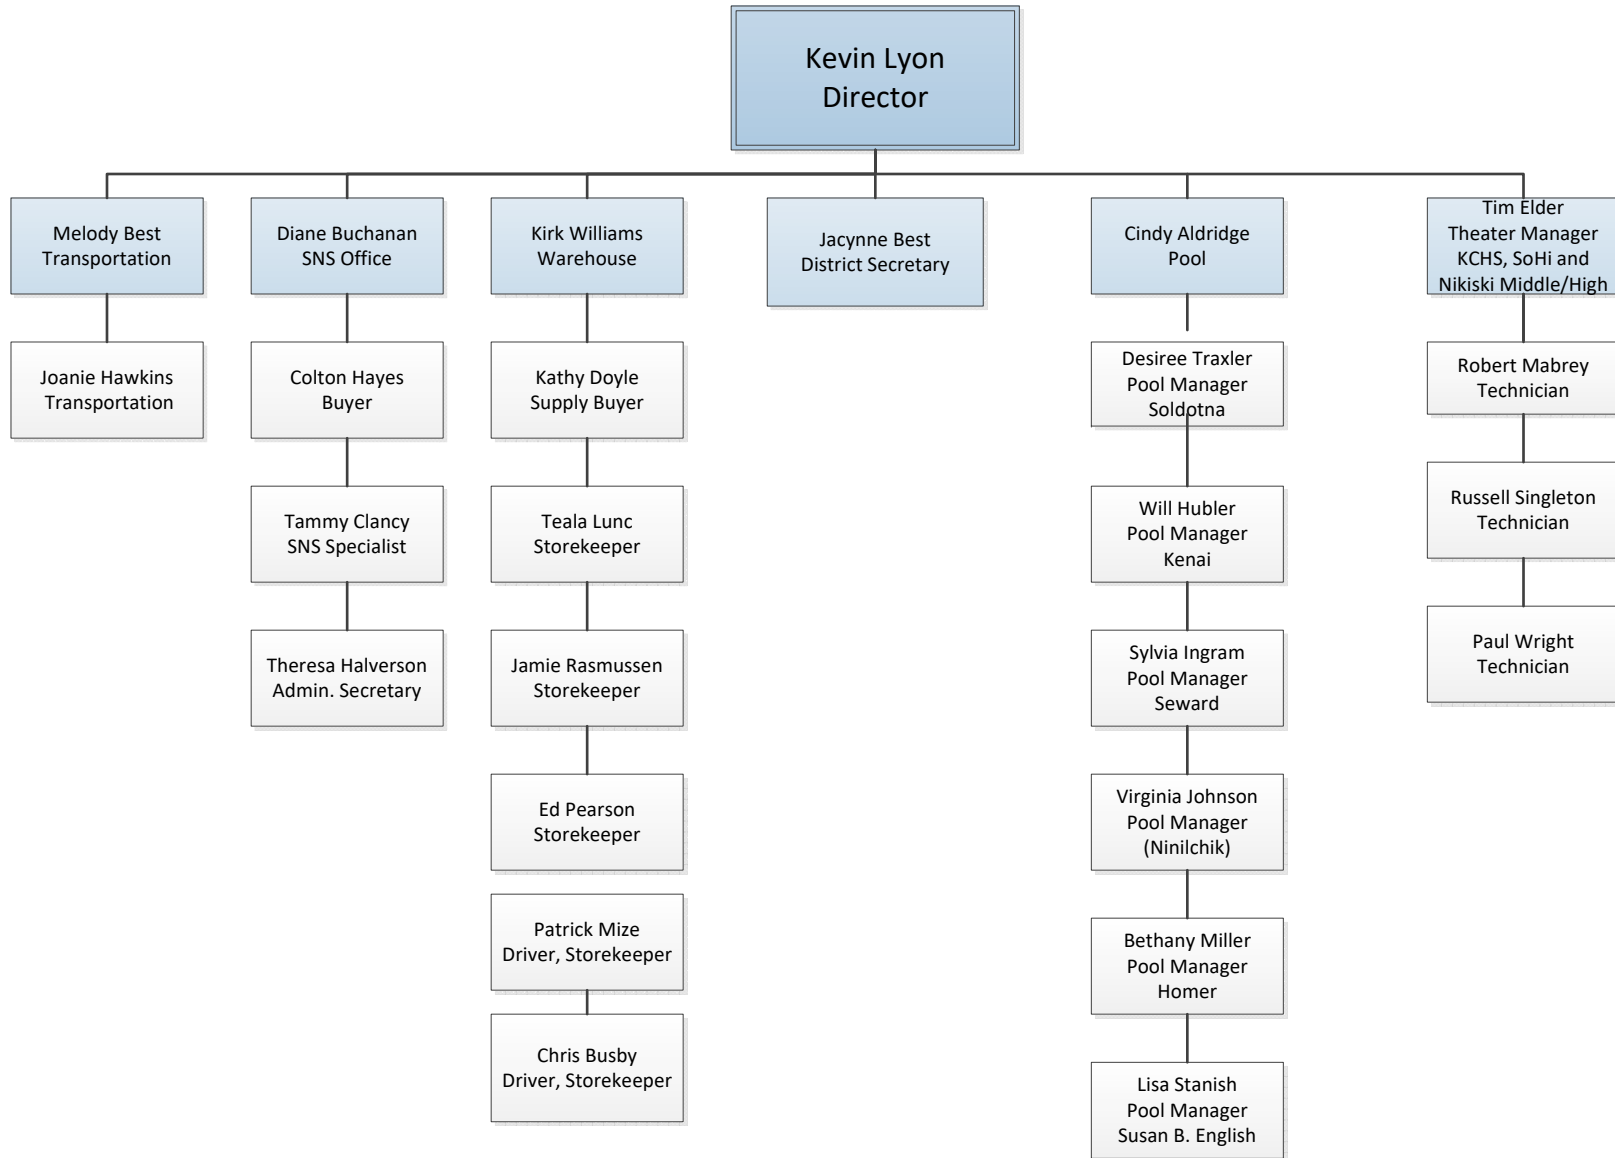 Kevin Lyon
Director
Melody Best
Transportation
Diane Buchanan
SNS Office
Kirk Williams
Warehouse
Jacynne Best
District Secretary
Cindy Aldridge
Pool
Tim Elder
Theater Manager
KCHS, SoHi and
Nikiski Middle/High
Joanie Hawkins
Transportation
Colton Hayes
Buyer
Kathy Doyle
Supply Buyer
Desiree Traxler
Pool Manager
Soldotna
Robert Mabrey
Technician
Tammy Clancy
SNS Specialist
Teala Lunc
Storekeeper
Will Hubler
Pool Manager
Kenai
Russell Singleton
Technician
Theresa Halverson
Admin. Secretary
Jamie Rasmussen
Storekeeper
Sylvia Ingram
Pool Manager
Seward
Paul Wright
Technician
Ed Pearson
Storekeeper
Virginia Johnson
Pool Manager
(Ninilchik)
Patrick Mize
Driver, Storekeeper
Bethany Miller
Pool Manager
Homer
Chris Busby
Driver, Storekeeper
Lisa Stanish
Pool Manager
Susan B. English